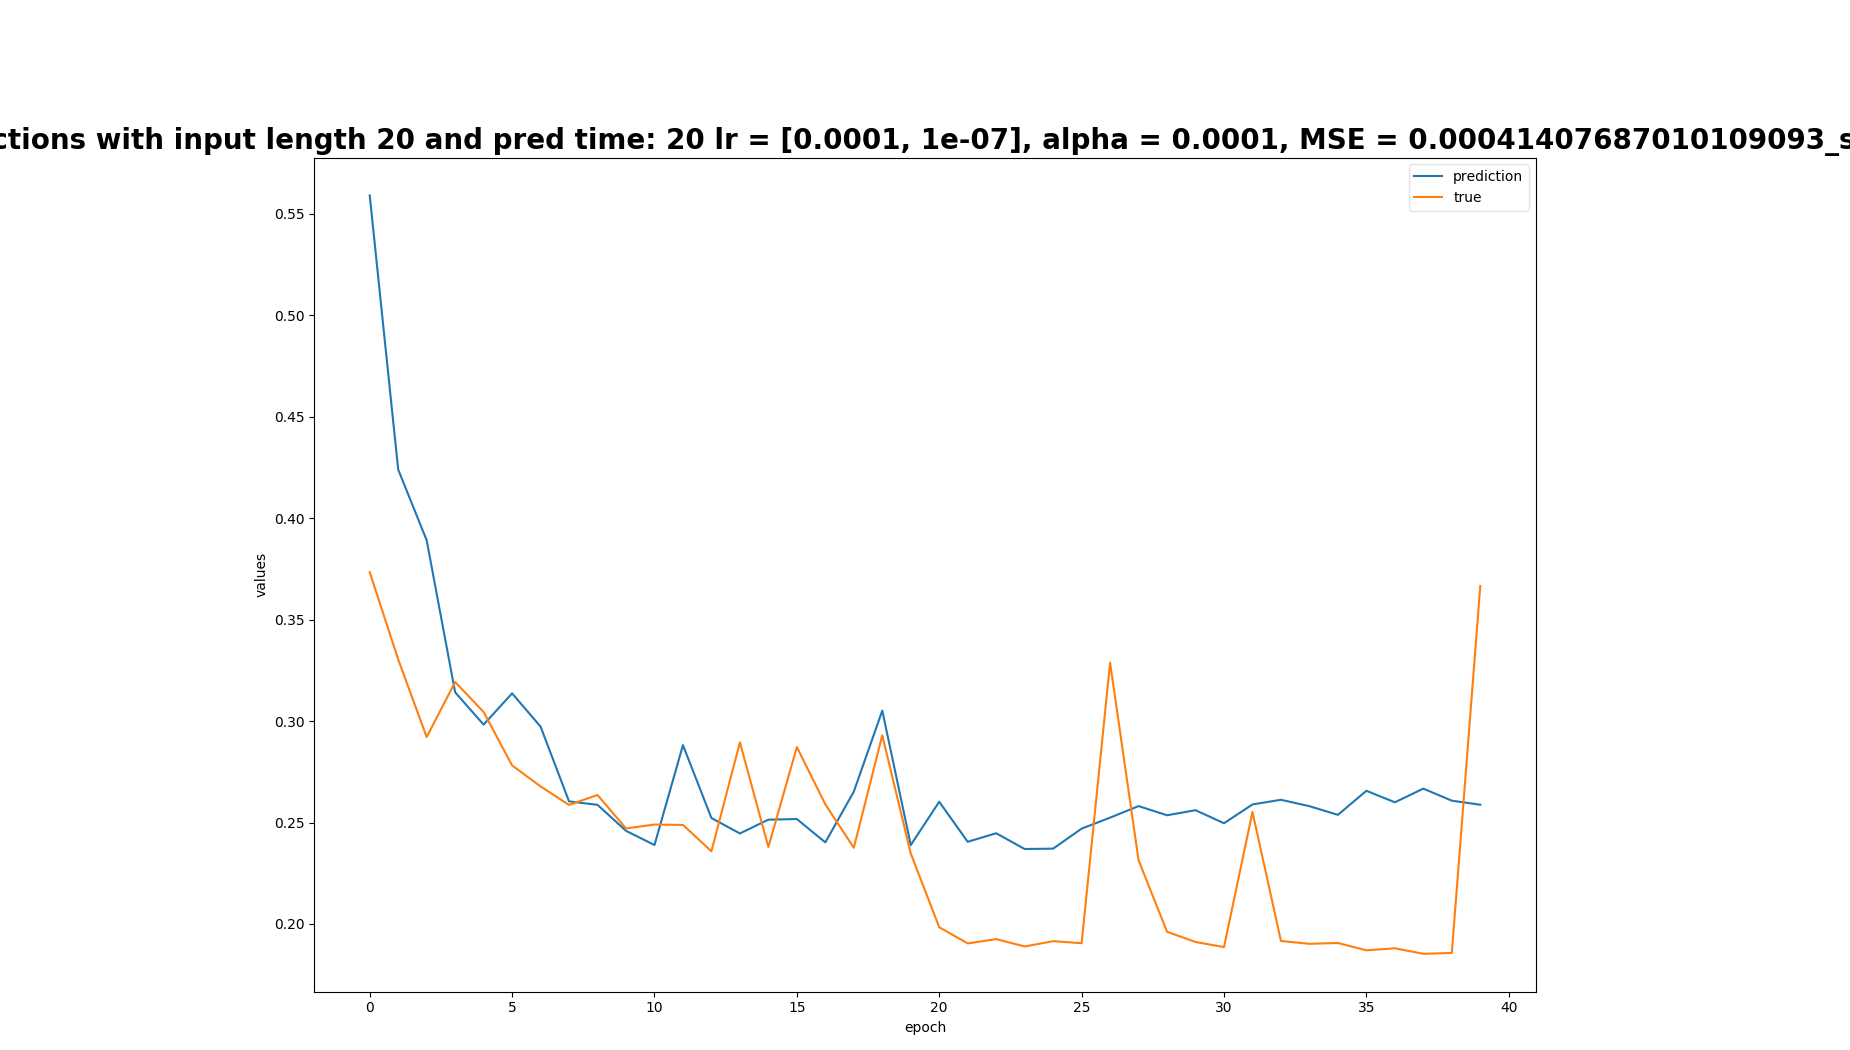 with input length 20 and pred time: 20 lr = [0.0001, 1e-07], alpha = 0.0001, MSE = 0.00041407687010109093_s
prediction
true
0.55
0.50
0.45
0.40
0.35
0.30
0.25
0.20
values
0 5 10 15 20 25 30 35 40
epoch